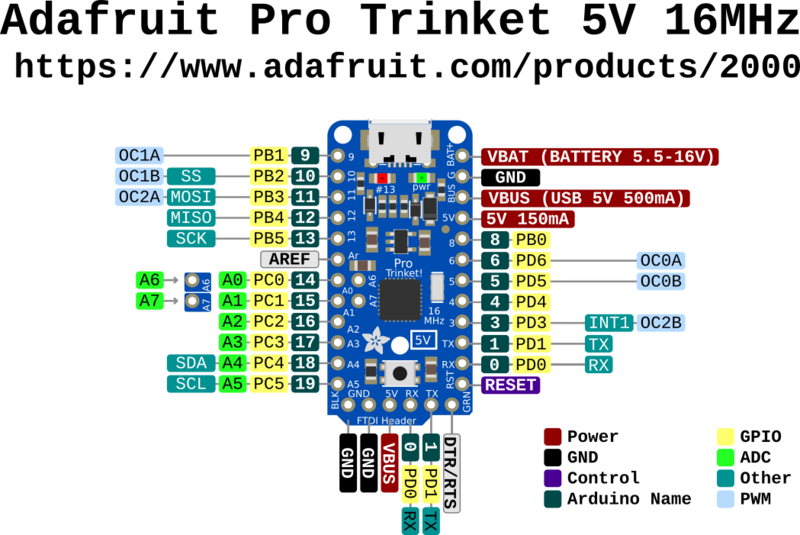 Adafruit Pro Trinket 5V 16MHz
https://www.adafruit.com/products/2000
OC1A PB1 9
OC1B SS PB2 10
OC2A MOSI PB3 11
MISO PB4 12
SCK PB5 13
AREF
A6 A0 PC0 14
A7 A1 PC1 15
A2 PC2 16
A3 PC3 17
SDA A4 PC4 18
SCL A5 PC5 19
A6
A7
9
10
11
12
13
Ar
A0
A1
A2
A3
A4
A5
A6
A7
#13
pwr
Pro
Trinket!
16
MHz
5V
BAT+
G
BUS
5V
8
6
5
4
3
TX
RX
RST
BLK
GND
5V
RX
TX
GRN
FTDI Header
VBAT (BATTERY 5.5-16V)
GND
VBUS (USB 5V 500mA)
5V 150mA
8 PB0
6 PD6 OC0A
5 PD5 OC0B
4 PD4
3 PD3 INT1 OC2B
1 PD1 TX
0 PD0 RX
RESET
GND
GND
VBUS
0 PD0 RX
1 PD1 TX
DTR/RTS
Power
GND
Control
Arduino Name
GPIO
ADC
Other
PWM